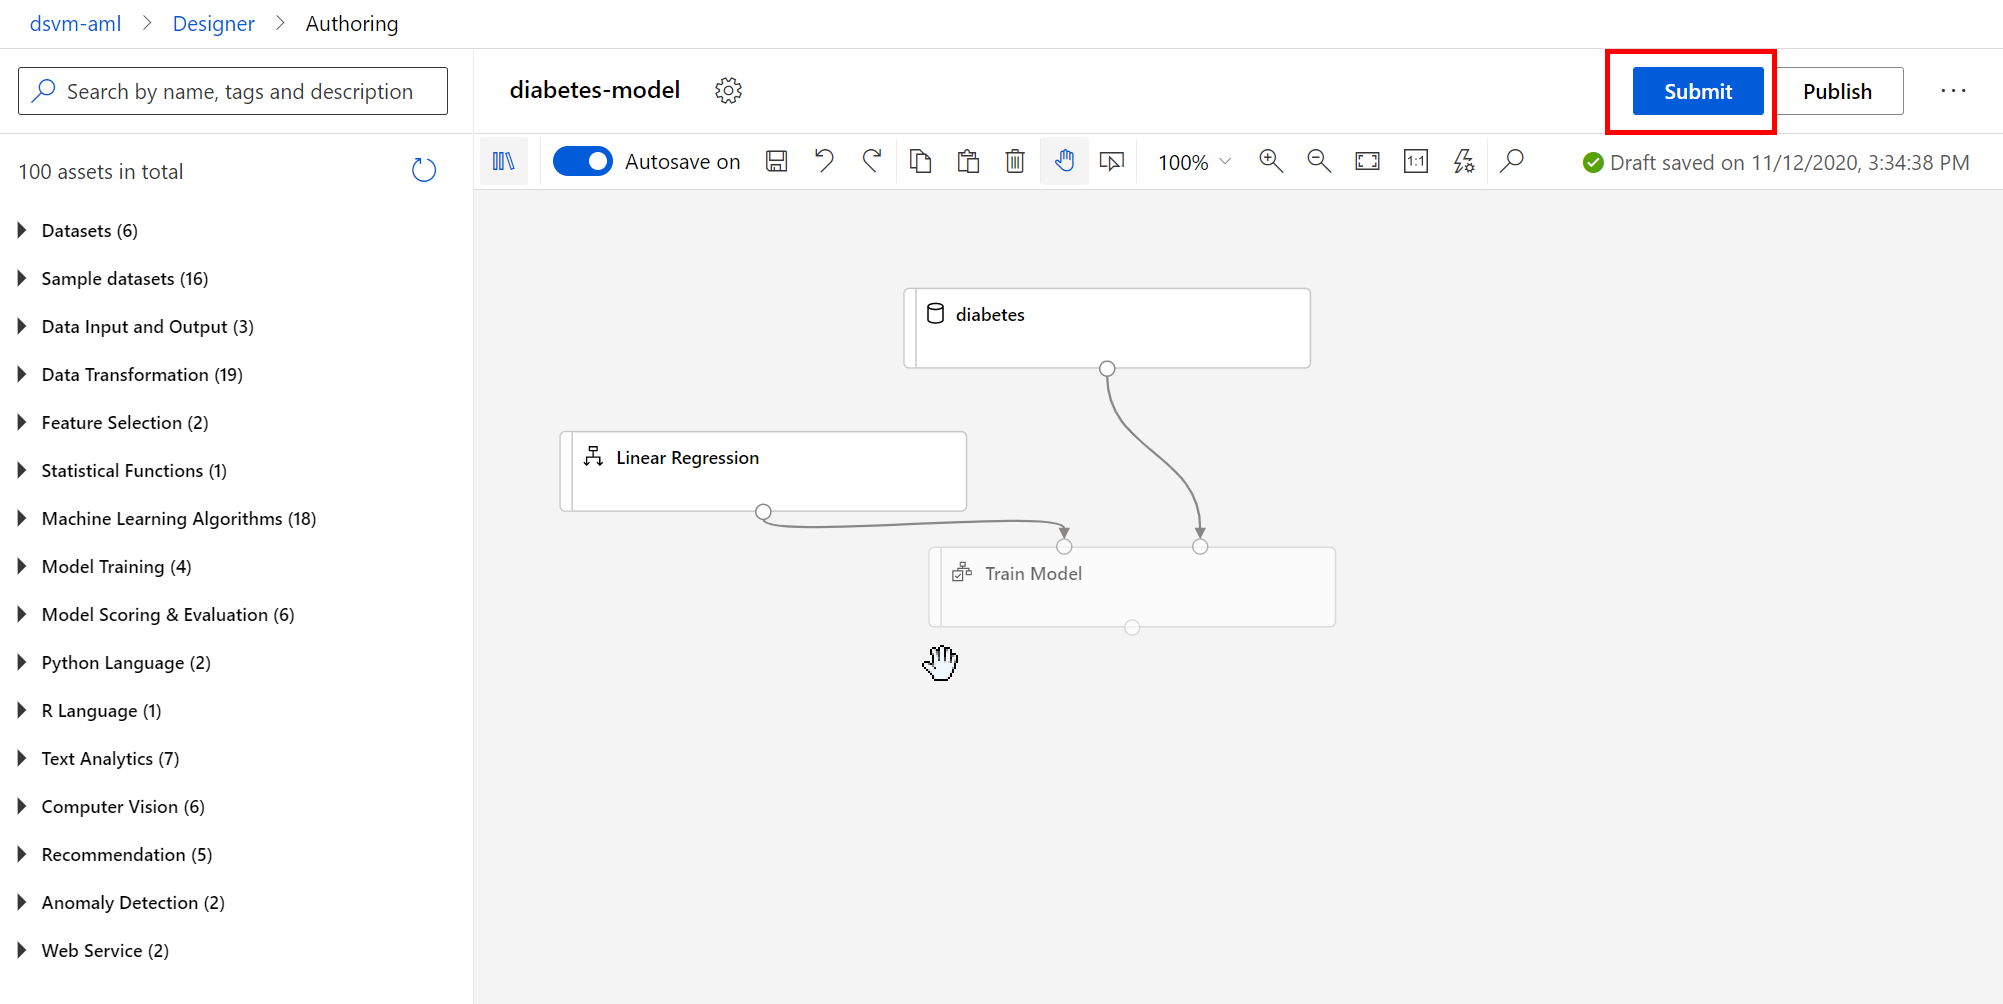 dsvm-aml > Designer > Authoring
Search by name, tags and description
diabetes-model
Submit
Publish
...
100 assets in total
Autosave on
100%
1:1
Draft saved on 11/12/2020, 3:34:38 PM
Datasets (6)
Sample datasets (16)
Data Input and Output (3)
Data Transformation (19)
Feature Selection (2)
Statistical Functions (1)
Machine Learning Algorithms (18)
Model Training (4)
Model Scoring & Evaluation (6)
Python Language (2)
R Language (1)
Text Analytics (7)
Computer Vision (6)
Recommendation (5)
Anomaly Detection (2)
Web Service (2)
diabetes
Linear Regression
Train Model